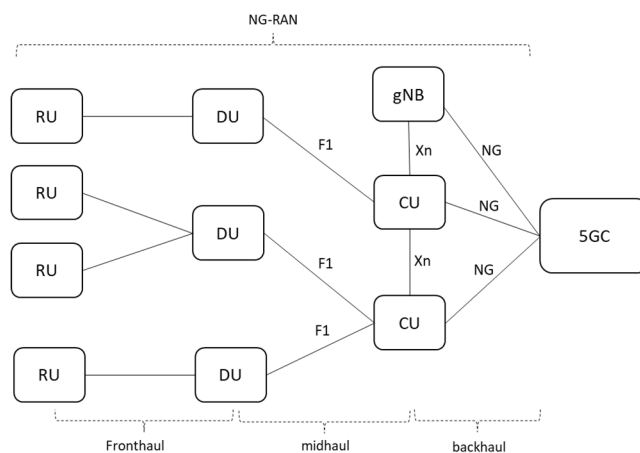 NG-RAN
gNB
RU
DU
F1
Xn
NG
RU
CU
NG
DU
5GC
RU
F1
Xn
NG
F1
CU
RU
DU
Fronthaul
midhaul
backhaul